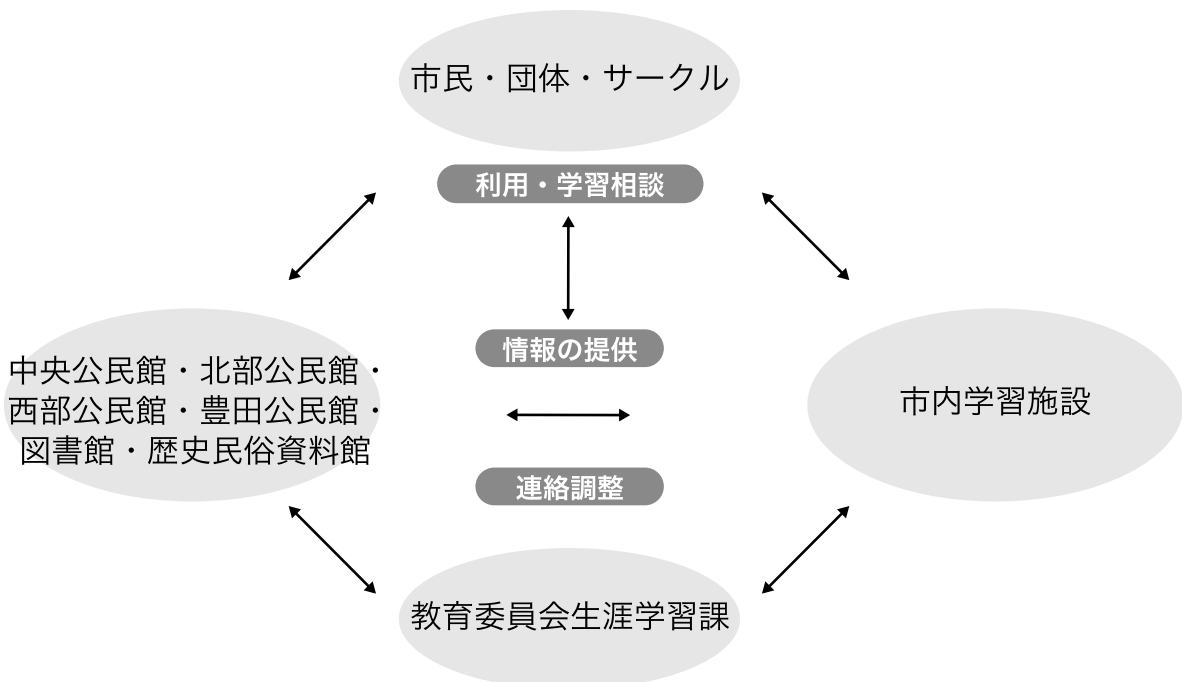 市民・団体・サークル
利用・学習相談
情報の提供
中央公民館・北部公民館・
西部公民館・豊田公民館・
図書館・歴史民俗資料館
市内学習施設
連絡調整
教育委員会生涯学習課